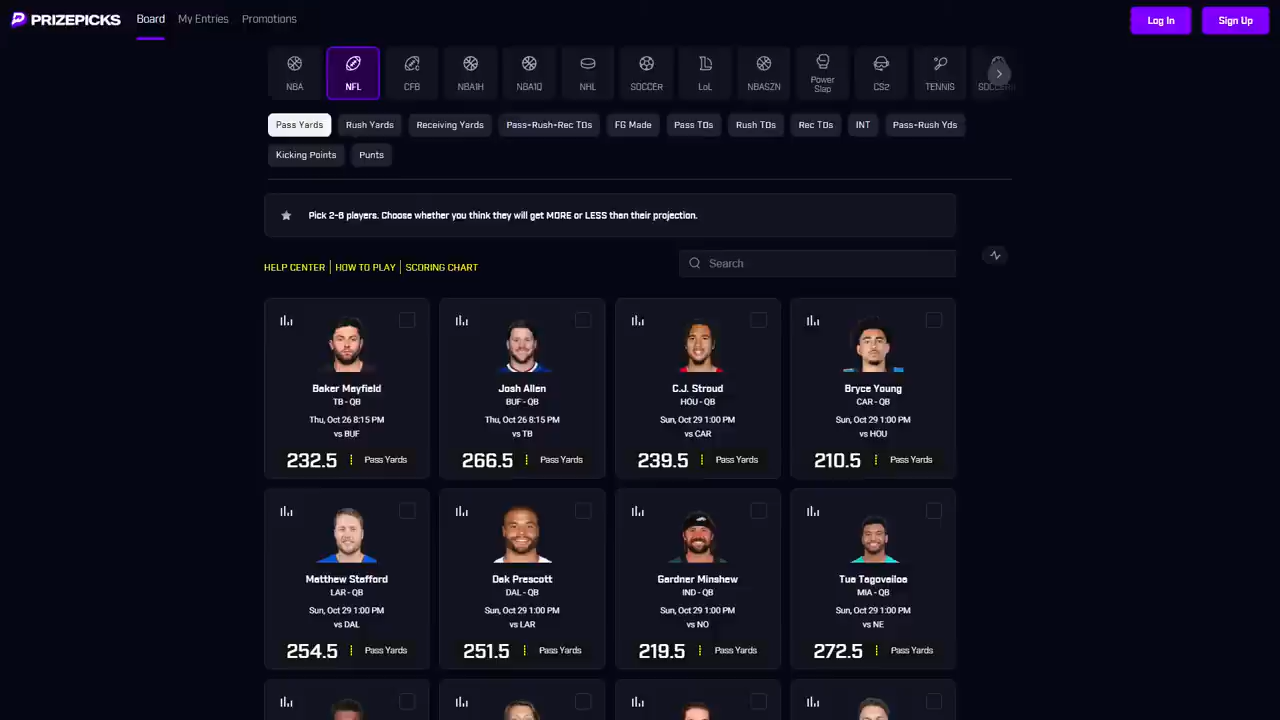 PRIZEPICKS Board My Entries Promotions Log In Sign Up
NBA NFL CFB NBA1H NBA1Q NHL SOCCER LoL NBASZN Power Slap CS2 TENNIS
Pass Yards Rush Yards Receiving Yards Pass+Rush+Rec TDs FG Made Pass TDs Rush TDs Rec TDs INT Pass+Rush Yds
Kicking Points Punts
Pick 2-6 players. Choose whether you think they will get MORE or LESS than their projection.
HELP CENTER HOW TO PLAY SCORING CHART Search
Baker Mayfield Josh Allen C.J. Stroud Bryce Young
TB - QB BUF - QB HOU - QB CAR - QB
Thu, Oct 26 8:15 PM Thu, Oct 26 8:15 PM Sun, Oct 29 1:00 PM Sun, Oct 29 1:00 PM
vs BUF vs TB vs CAR vs HOU
232.5 Pass Yards 266.5 Pass Yards 239.5 Pass Yards 210.5 Pass Yards
Matthew Stafford Dak Prescott Gardner Minshew Tua Tagovailoa
LAR - QB DAL - QB IND - QB MIA - QB
Sun, Oct 29 1:00 PM Sun, Oct 29 1:00 PM Sun, Oct 29 1:00 PM Sun, Oct 29 1:00 PM
vs DAL vs LAR vs NO vs NE
254.5 Pass Yards 251.5 Pass Yards 219.5 Pass Yards 272.5 Pass Yards